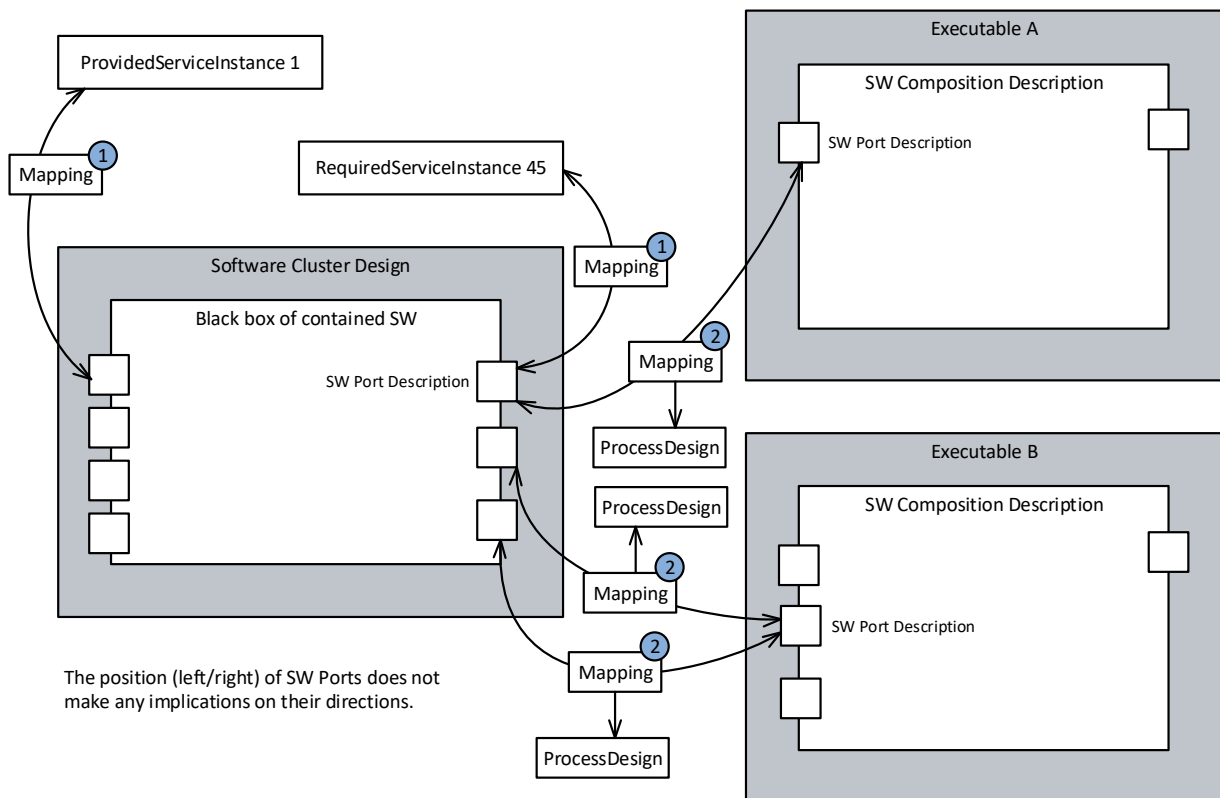 Executable A
ProvidedServiceInstance 1
SW Composition Description
1
Mapping
SW Port Description
RequiredServiceInstance 45
1
Mapping
Software Cluster Design
Black box of contained SW
2
Mapping
SW Port Description
ProcessDesign
Executable B
ProcessDesign
SW Composition Description
2
Mapping
SW Port Description
2
Mapping
The position (left/right) of SW Ports does not
make any implications on their directions.
ProcessDesign